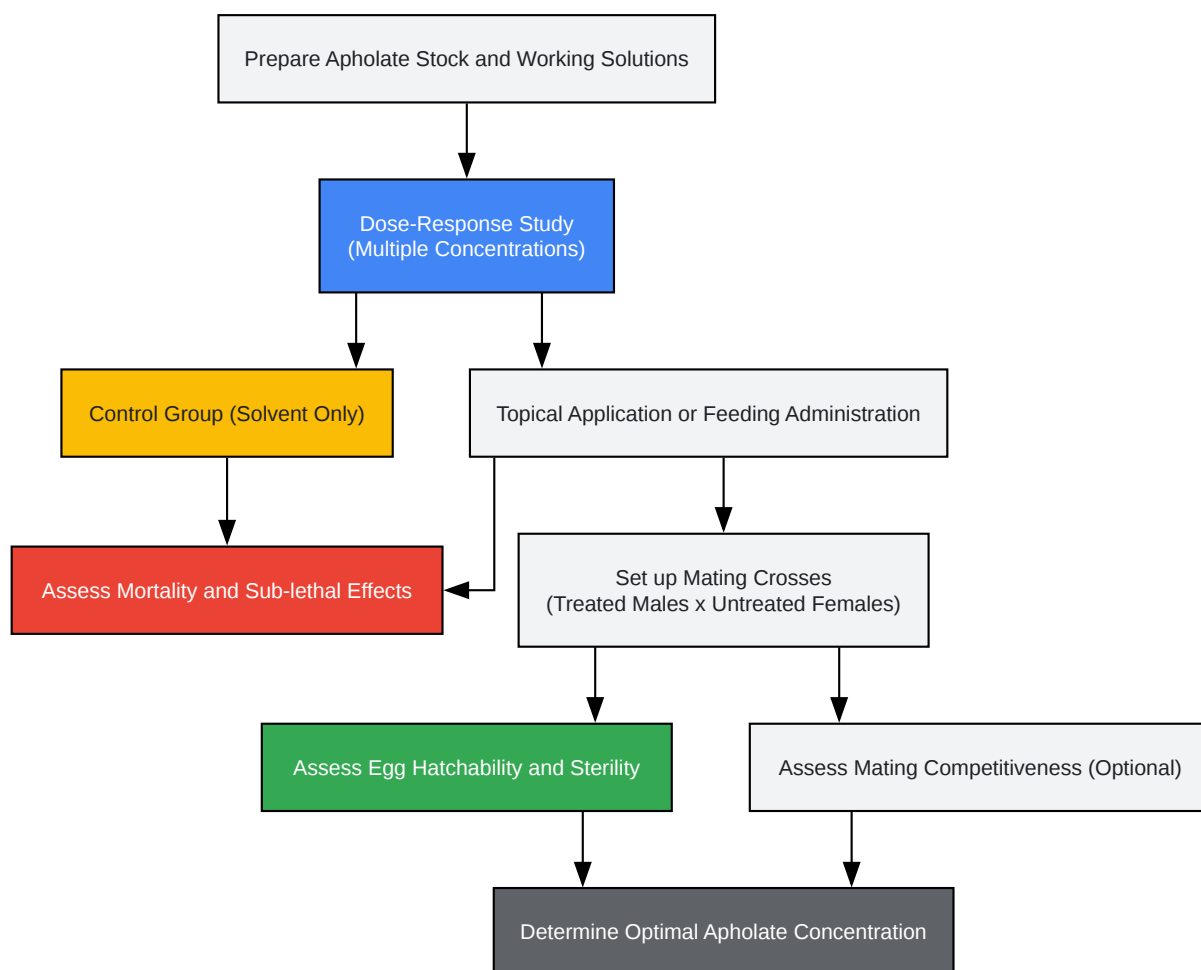 Prepare Apholate Stock and Working Solutions
Dose-Response Study
(Multiple Concentrations)
Control Group (Solvent Only)
Topical Application or Feeding Administration
Assess Mortality and Sub-lethal Effects
Set up Mating Crosses
(Treated Males x Untreated Females)
Assess Egg Hatchability and Sterility
Assess Mating Competitiveness (Optional)
Determine Optimal Apholate Concentration